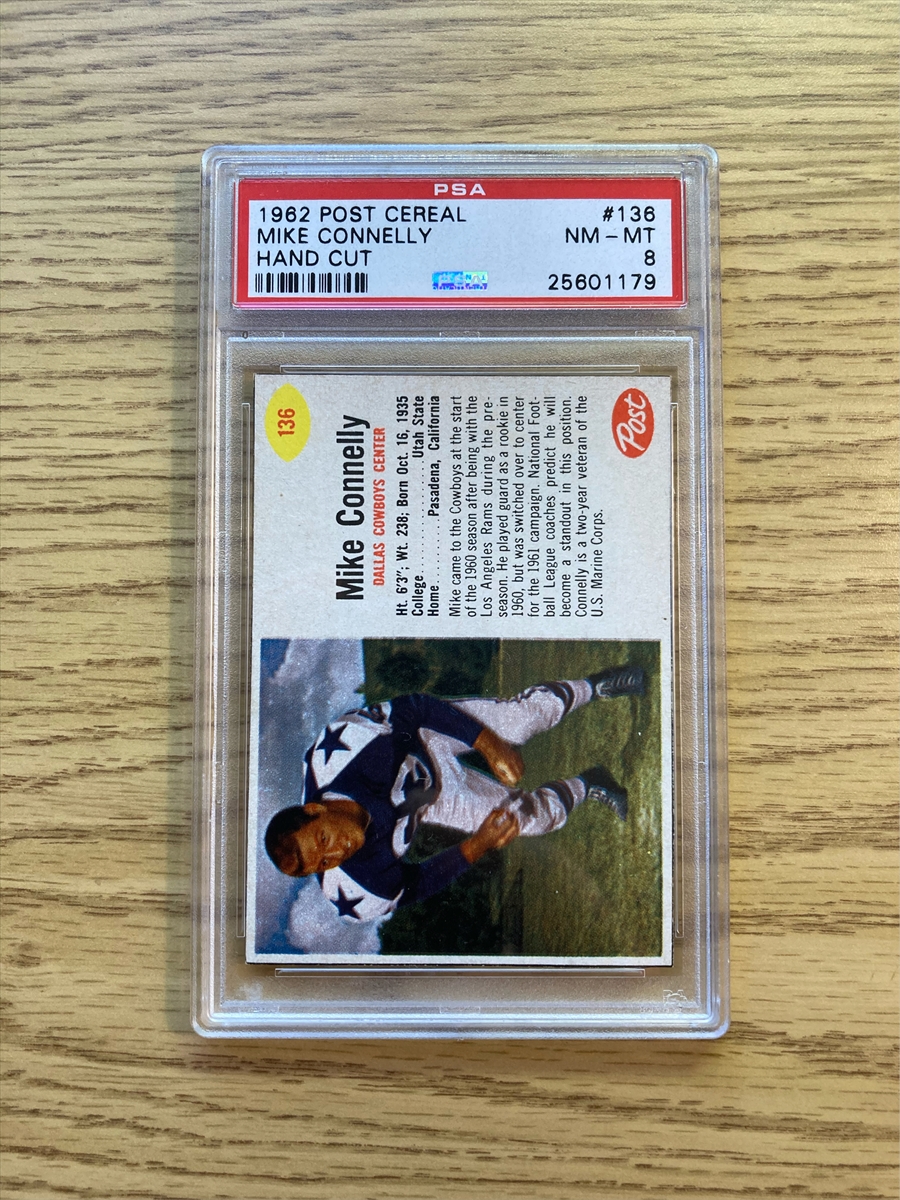 PSA
1962 POST CEREAL #136
MIKE CONNELLY NM-MT
HAND CUT 8
25601179
136
Mike Connelly
DALLAS COWBOYS CENTER
Ht. 6'3"; Wt. 238; Born Oct. 16, 1935
College.................Utah State
Home..........Pasadena, California
Mike came to the Cowboys at the start
of the 1960 season after being with the
Los Angeles Rams during the pre-
season. He played guard as a rookie in
1960, but was switched over to center
for the 1961 campaign. National Foot-
ball League coaches predict he will
become a standout in this position.
Connelly is a two-year veteran of the
U.S. Marine Corps.
Post